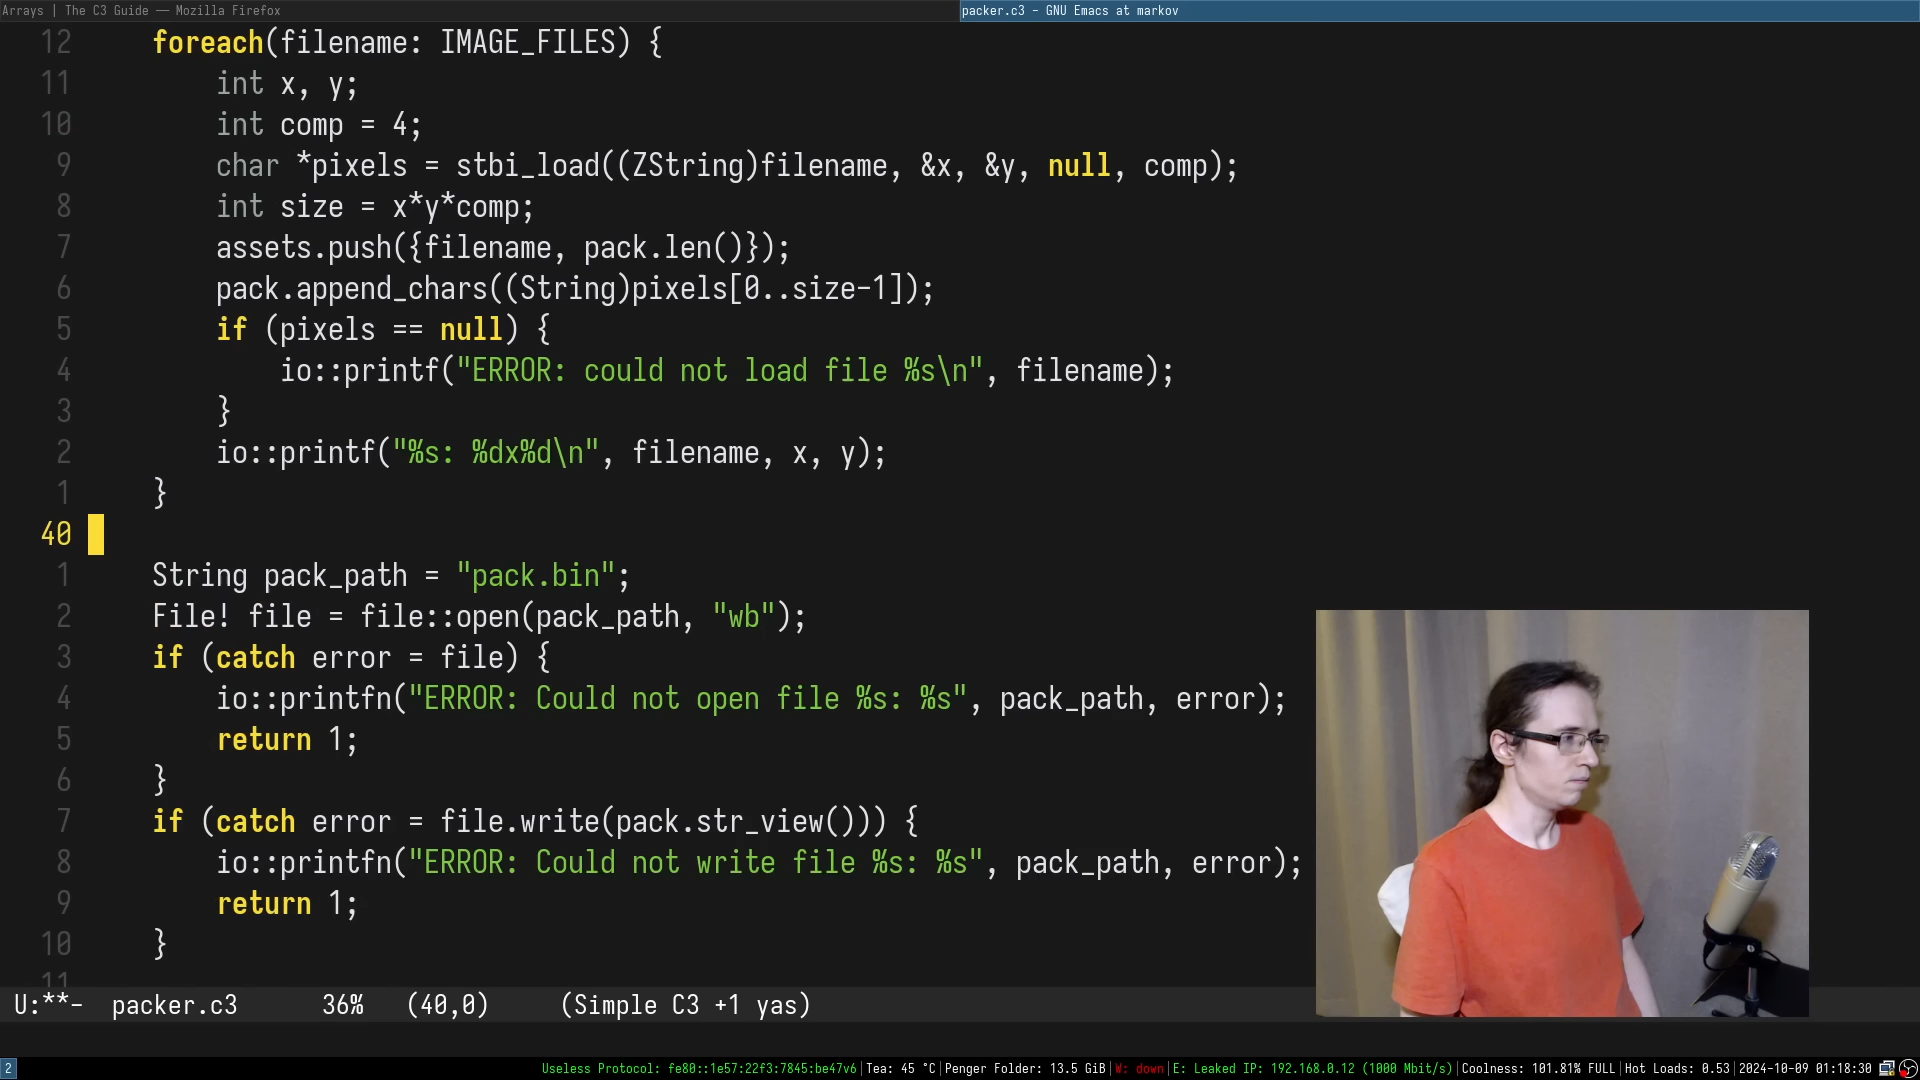 Arrays | The C3 Guide — Mozilla Firefox
packer.c3 - GNU Emacs at markov
12 foreach(filename: IMAGE_FILES) {
11 int x, y;
10 int comp = 4;
9 char *pixels = stbi_load((ZString)filename, &x, &y, null, comp);
8 int size = x*y*comp;
7 assets.push({filename, pack.len()});
6 pack.append_chars((String)pixels[0..size-1]);
5 if (pixels == null) {
4 io::printf("ERROR: could not load file %s\n", filename);
3 }
2 io::printf("%s: %dx%d\n", filename, x, y);
1 }
40
1 String pack_path = "pack.bin";
2 File! file = file::open(pack_path, "wb");
3 if (catch error = file) {
4 io::printfn("ERROR: Could not open file %s: %s", pack_path, error);
5 return 1;
6 }
7 if (catch error = file.write(pack.str_view())) {
8 io::printfn("ERROR: Could not write file %s: %s", pack_path, error);
9 return 1;
10 }
11
U:**- packer.c3 36% (40,0) (Simple C3 +1 yas)
2 Useless Protocol: fe80::1e57:22f3:7845:be47v6|Tea: 45 °C|Penger Folder: 13.5 GiB|W: down|E: Leaked IP: 192.168.0.12 (1000 Mbit/s)|Coolness: 101.81% FULL|Hot Loads: 0.53|2024-10-09 01:18:30